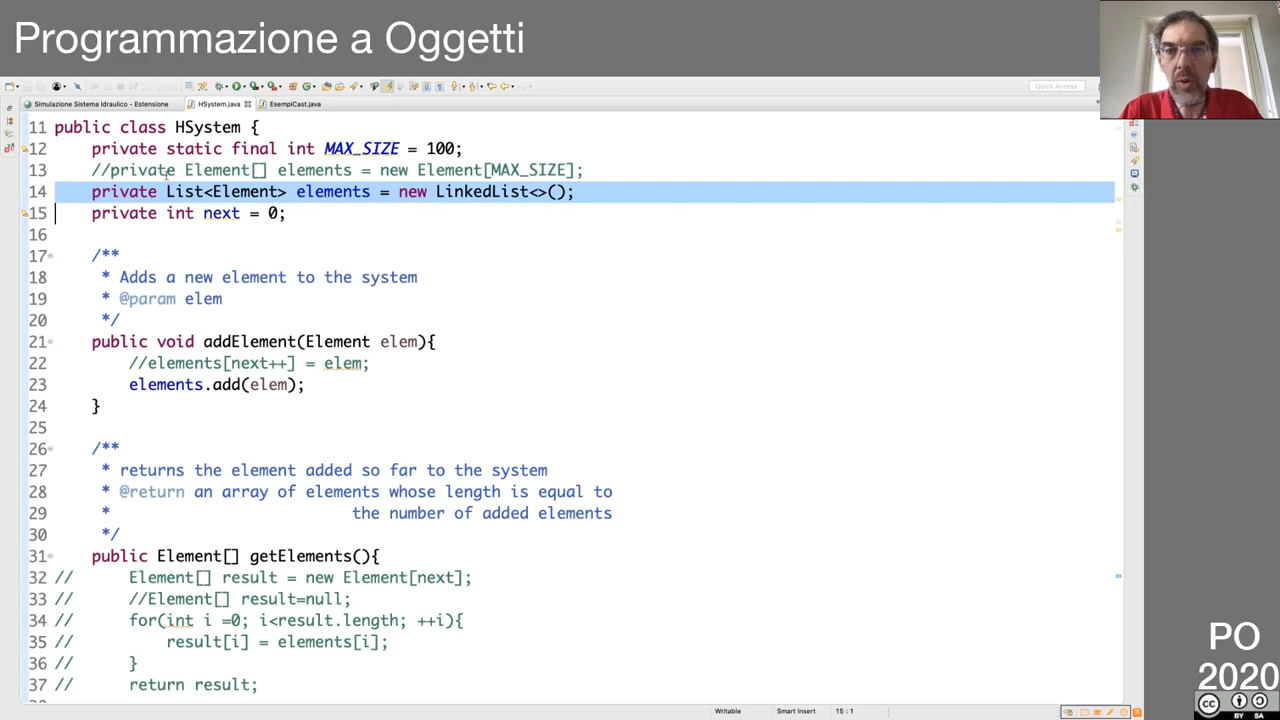 Programmazione a Oggetti
Quick Access
Simulazione Sistema Idraulico - Estensione
HSystem.java
EsempiCast.java
11 public class HSystem {
12 private static final int MAX_SIZE = 100;
13 //private Element[] elements = new Element[MAX_SIZE];
14 private List<Element> elements = new LinkedList<>();
15 private int next = 0;
16
17 /**
18 * Adds a new element to the system
19 * @param elem
20 */
21 public void addElement(Element elem){
22 //elements[next++] = elem;
23 elements.add(elem);
24 }
25
26 /**
27 * returns the element added so far to the system
28 * @return an array of elements whose length is equal to
29 * the number of added elements
30 */
31 public Element[] getElements(){
32 // Element[] result = new Element[next];
33 // //Element[] result=null;
34 // for(int i =0; i<result.length; ++i){
35 // result[i] = elements[i];
36 // }
37 // return result;
Writable
Smart Insert
15 : 1
PO
2020
CC
BY SA